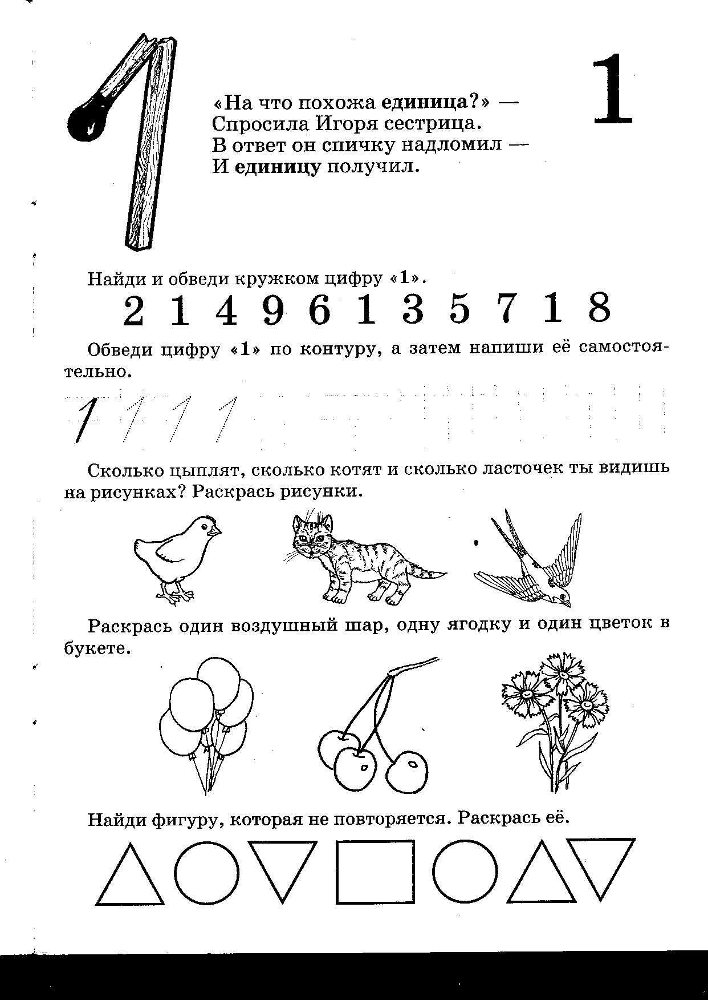 1
«На что похожа единица?» —
Спросила Игоря сестрица.
В ответ он спичку надломил —
И единицу получил.
Найди и обведи кружком цифру «1».
2 1 4 9 6 1 3 5 7 1 8
Обведи цифру «1» по контуру, а затем напиши её самостоя-
тельно.
1 1 1 1
Сколько цыплят, сколько котят и сколько ласточек ты видишь
на рисунках? Раскрась рисунки.
Раскрась один воздушный шар, одну ягодку и один цветок в
букете.
Найди фигуру, которая не повторяется. Раскрась её.